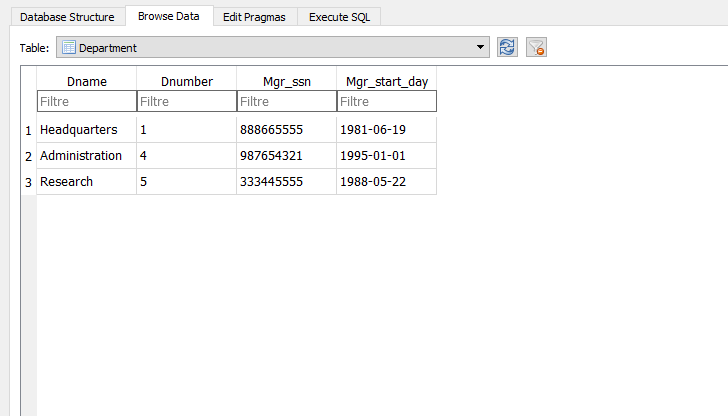 Database Structure Browse Data Edit Pragmas Execute SQL
Table: Department
Dname Dnumber Mgr_ssn Mgr_start_day
Filtre Filtre Filtre Filtre
1 Headquarters 1 888665555 1981-06-19
2 Administration 4 987654321 1995-01-01
3 Research 5 333445555 1988-05-22